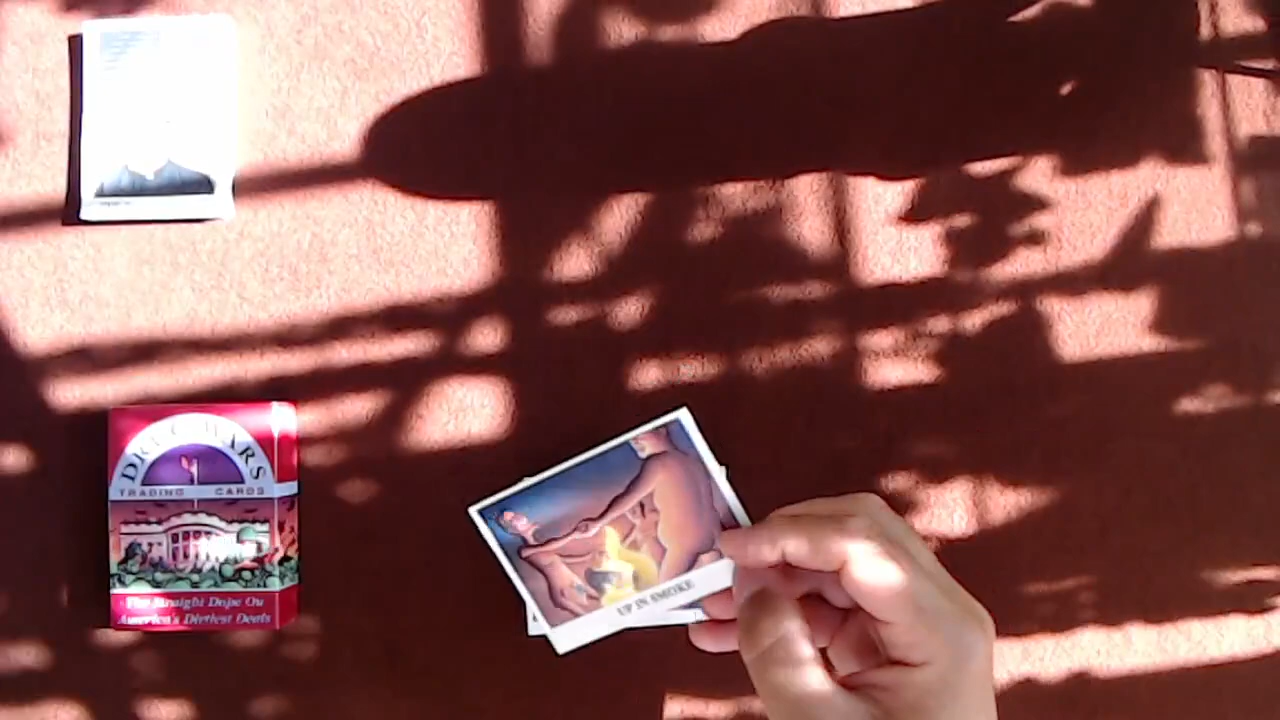 DRUG WARS
TRADING CARDS
The Straight Dope On
America's Dirtiest Deals
UP IN SMOKE